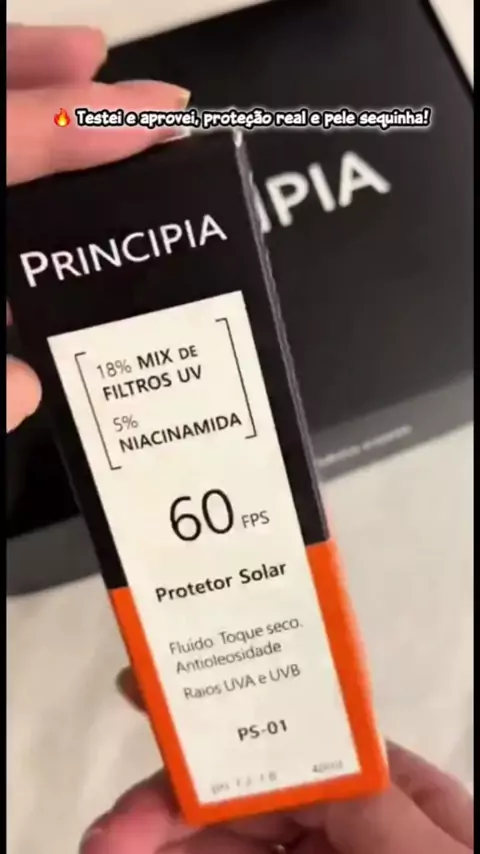 🔥 Testei e aprovei, proteção real e pele sequinha!
IPIA
PRINCIPIA
18% MIX DE
FILTROS UV
5%
NIACINAMIDA
60 FPS
Protetor Solar
Fluido. Toque seco.
Antioleosidade
Raios UVA e UVB
PS-01